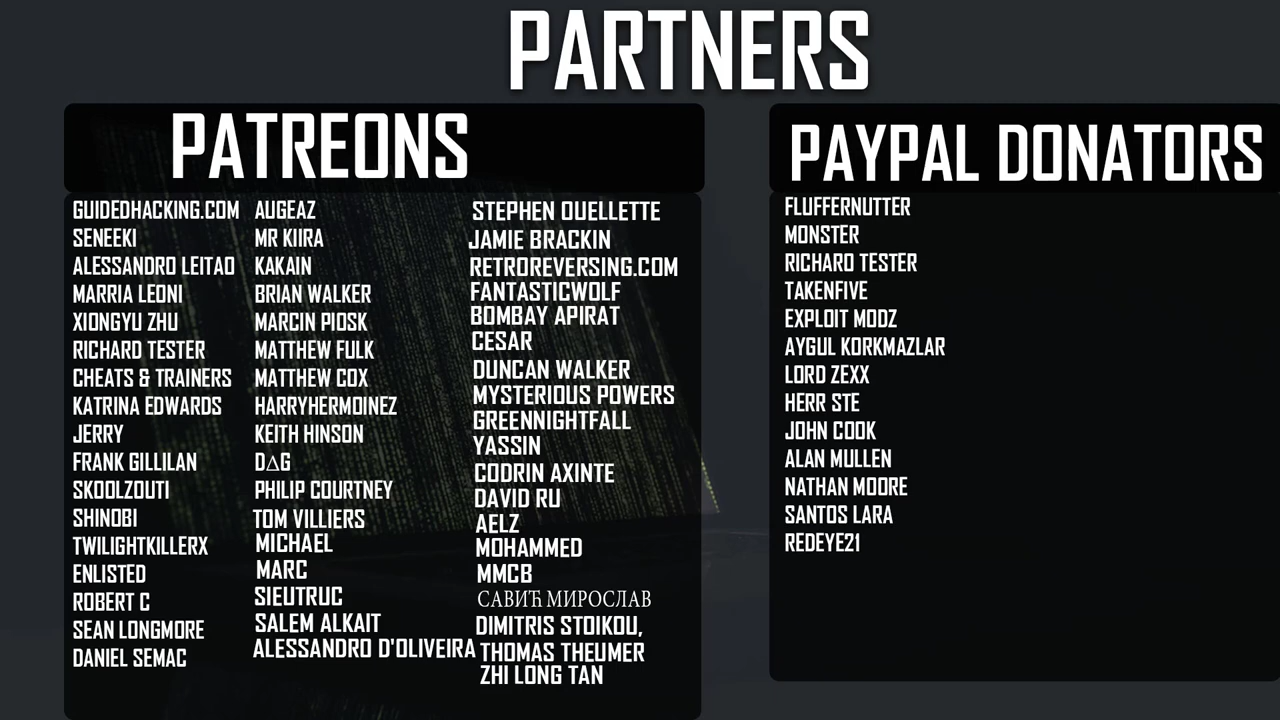 PARTNERS
PATREONS
GUIDEDHACKING.COM
SENEEKI
ALESSANDRO LEITAO
MARRIA LEONI
XIONGYU ZHU
RICHARD TESTER
CHEATS & TRAINERS
KATRINA EDWARDS
JERRY
FRANK GILLILAN
SKOOLZOUTI
SHINOBI
TWILIGHTKILLERX
ENLISTED
ROBERT C
SEAN LONGMORE
DANIEL SEMAC
AUGEAZ
MR KIIRA
KAKAIN
BRIAN WALKER
MARCIN PIOSK
MATTHEW FULK
MATTHEW COX
HARRYHERMOINEZ
KEITH HINSON
D△G
PHILIP COURTNEY
TOM VILLIERS
MICHAEL
MARC
SIEUTRUC
SALEM ALKAIT
ALESSANDRO D'OLIVEIRA
STEPHEN OUELLETTE
JAMIE BRACKIN
RETROREVERSING.COM
FANTASTICWOLF
BOMBAY APIRAT
CESAR
DUNCAN WALKER
MYSTERIOUS POWERS
GREENNIGHTFALL
YASSIN
CODRIN AXINTE
DAVID RU
AELZ
MOHAMMED
MMCB
САВИЋ МИРОСЛАВ
DIMITRIS STOIKOU,
THOMAS THEUMER
ZHI LONG TAN
PAYPAL DONATORS
FLUFFERNUTTER
MONSTER
RICHARD TESTER
TAKENFIVE
EXPLOIT MODZ
AYGUL KORKMAZLAR
LORD ZEXX
HERR STE
JOHN COOK
ALAN MULLEN
NATHAN MOORE
SANTOS LARA
REDEYE21